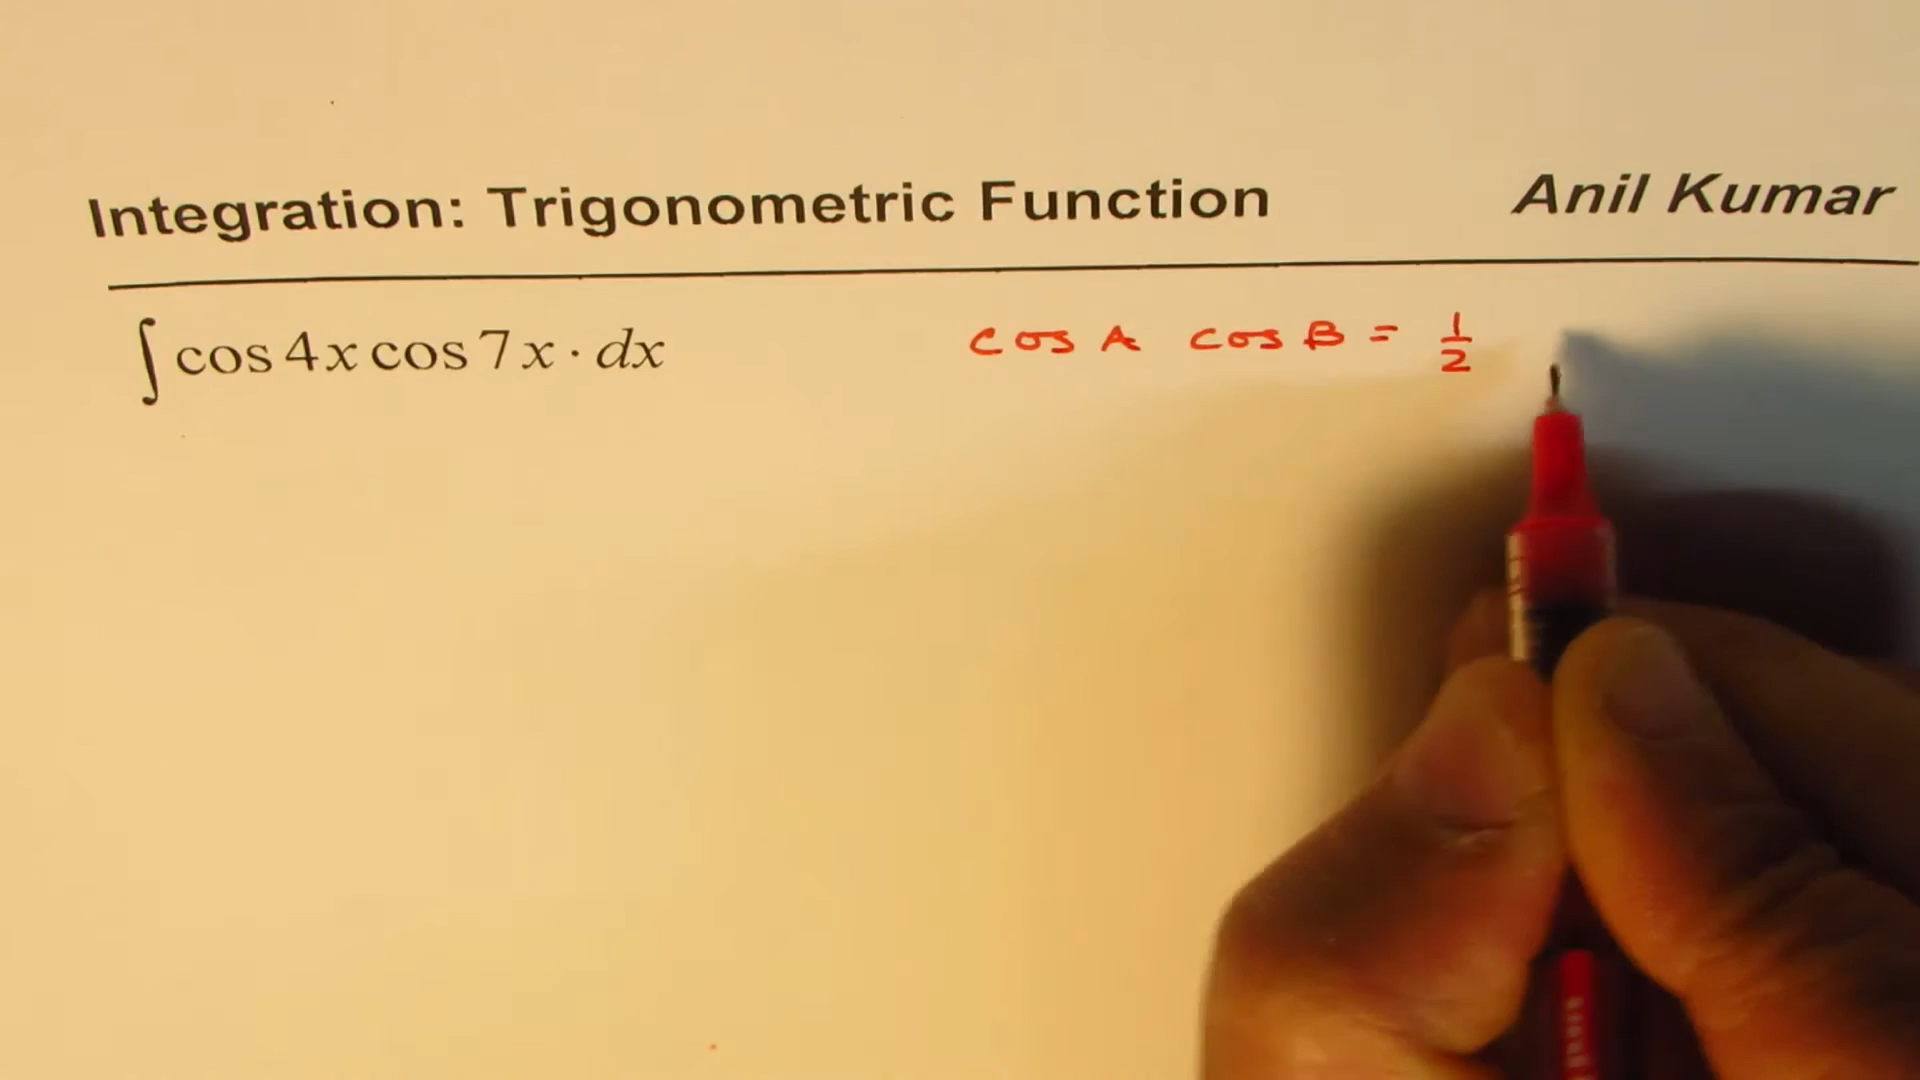 Integration: Trigonometric Function Anil Kumar
∫ cos 4x cos 7x · dx cos A cos B = 1/2